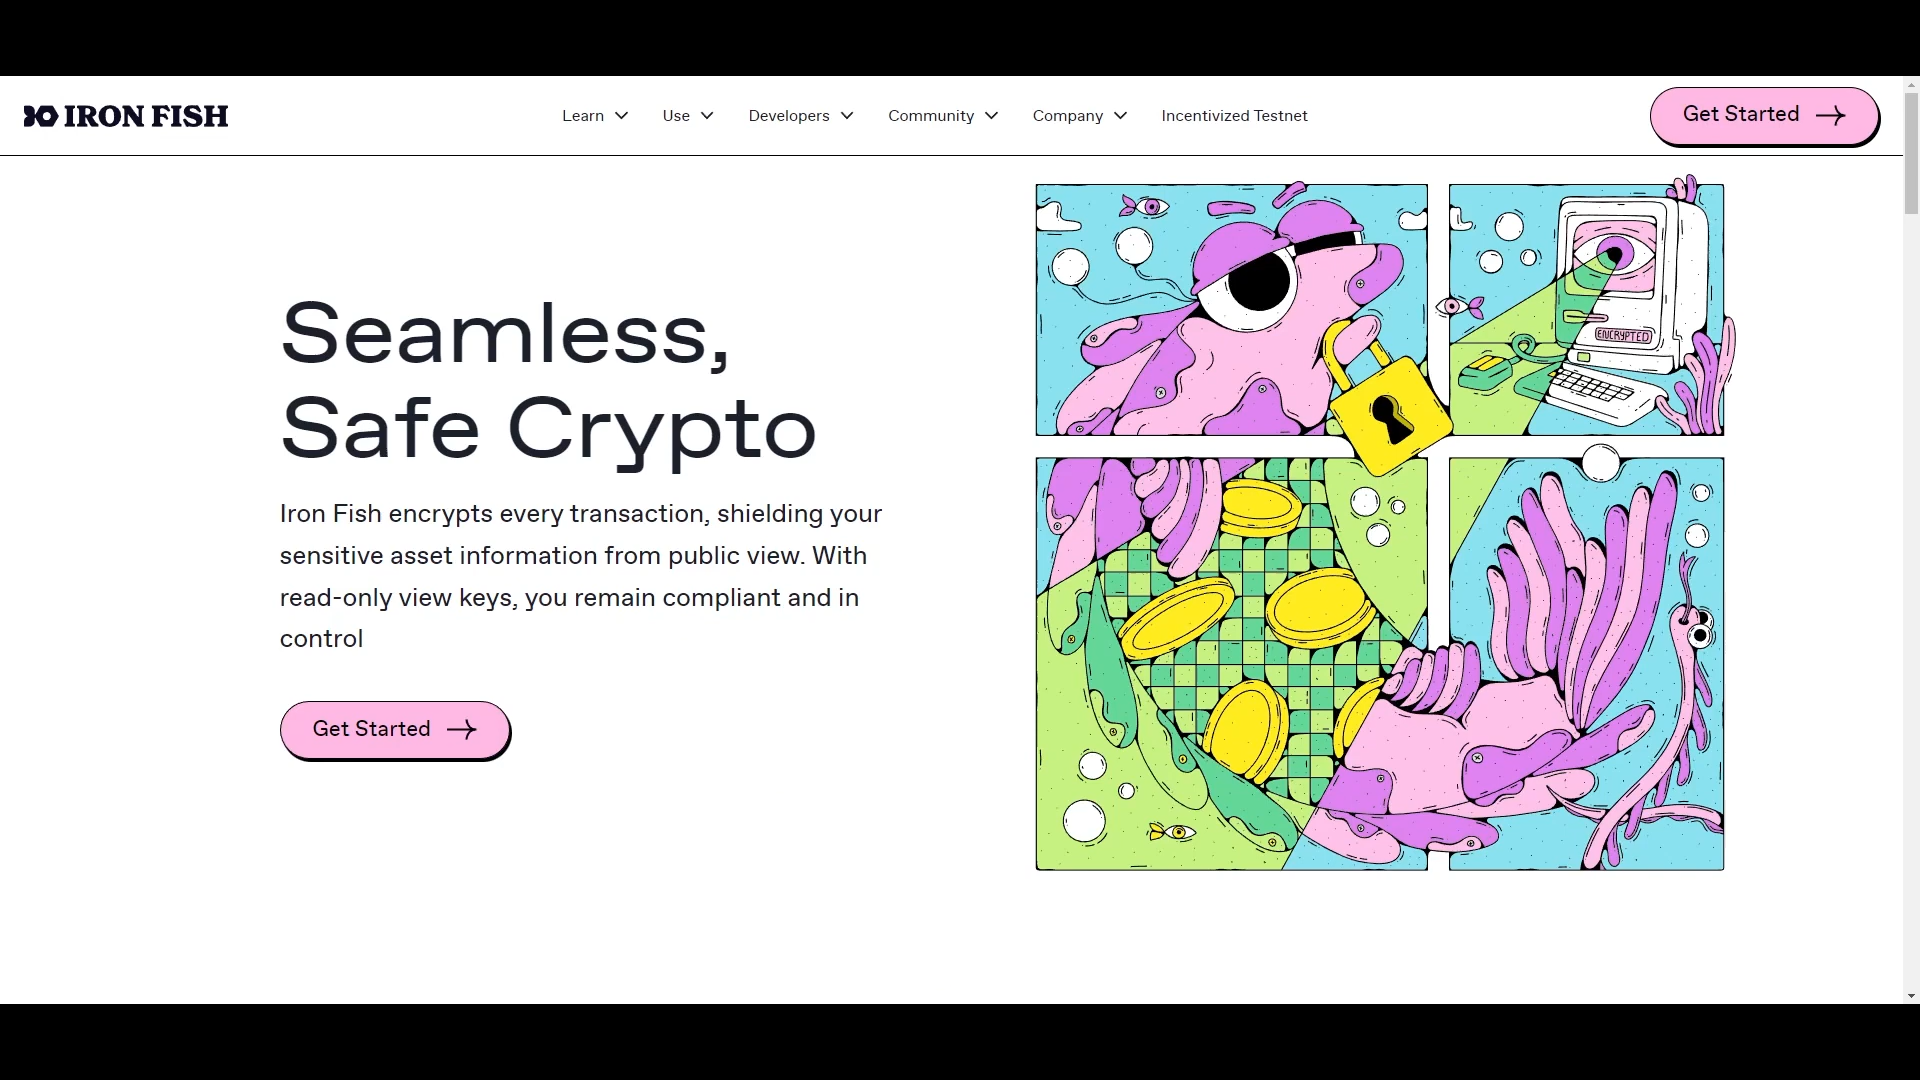 IRON FISH
Learn
Use
Developers
Community
Company
Incentivized Testnet
Get Started
Seamless,
Safe Crypto
Iron Fish encrypts every transaction, shielding your
sensitive asset information from public view. With
read-only view keys, you remain compliant and in
control
Get Started
ENCRYPTED